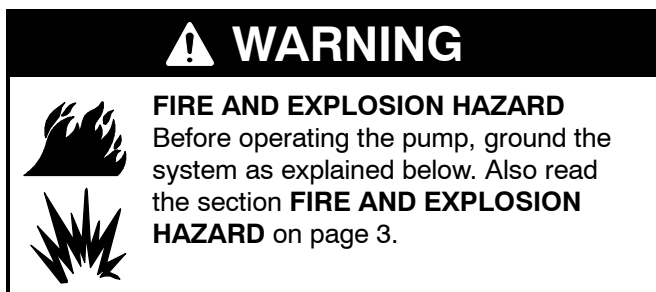 WARNING
FIRE AND EXPLOSION HAZARD
Before operating the pump, ground the
system as explained below. Also read
the section FIRE AND EXPLOSION
HAZARD on page 3.